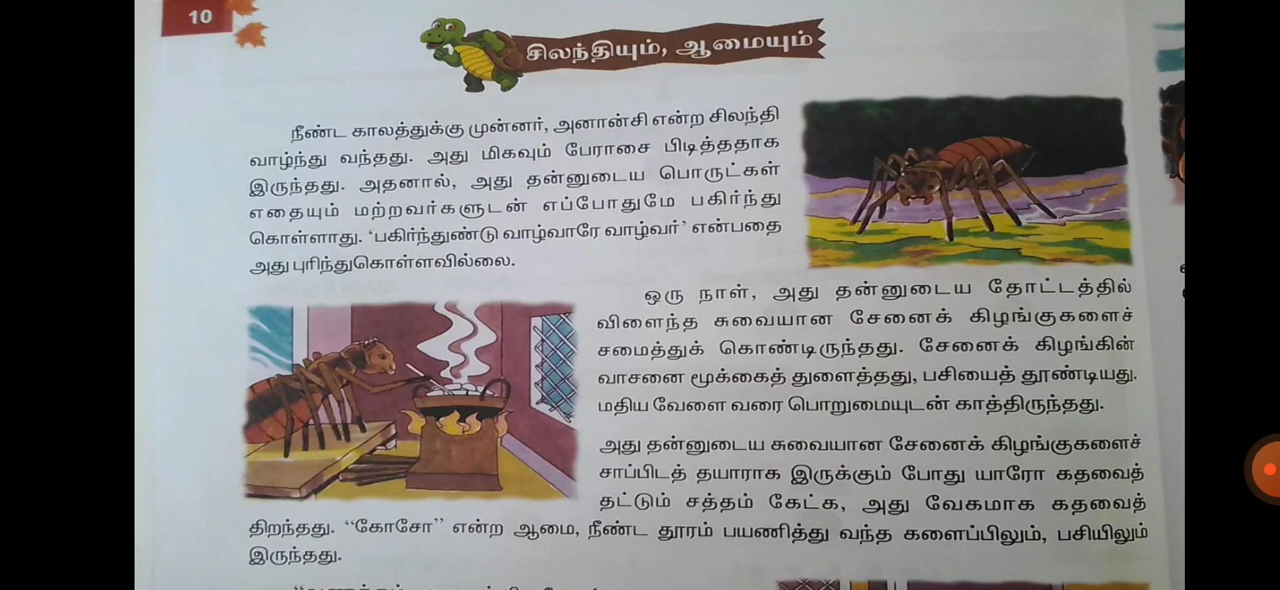 10
சிலந்தியும், ஆமையும்
நீண்ட காலத்துக்கு முன்னர், அனான்சி என்ற சிலந்தி
வாழ்ந்து வந்தது. அது மிகவும் பேராசை பிடித்ததாக
இருந்தது. அதனால், அது தன்னுடைய பொருட்கள்
எதையும் மற்றவர்களுடன் எப்போதுமே பகிர்ந்து
கொள்ளாது. ‘பகிர்ந்துண்டு வாழ்வாரே வாழ்வர்’ என்பதை
அது புரிந்துகொள்ளவில்லை.
ஒரு நாள், அது தன்னுடைய தோட்டத்தில்
விளைந்த சுவையான சேனைக் கிழங்குகளைச்
சமைத்துக் கொண்டிருந்தது. சேனைக் கிழங்கின்
வாசனை மூக்கைத் துளைத்தது, பசியைத் தூண்டியது.
மதிய வேளை வரை பொறுமையுடன் காத்திருந்தது.
அது தன்னுடைய சுவையான சேனைக் கிழங்குகளைச்
சாப்பிடத் தயாராக இருக்கும் போது யாரோ கதவைத்
தட்டும் சத்தம் கேட்க, அது வேகமாக கதவைத்
திறந்தது. “கோசோ” என்ற ஆமை, நீண்ட தூரம் பயணித்து வந்த களைப்பிலும், பசியிலும்
இருந்தது.